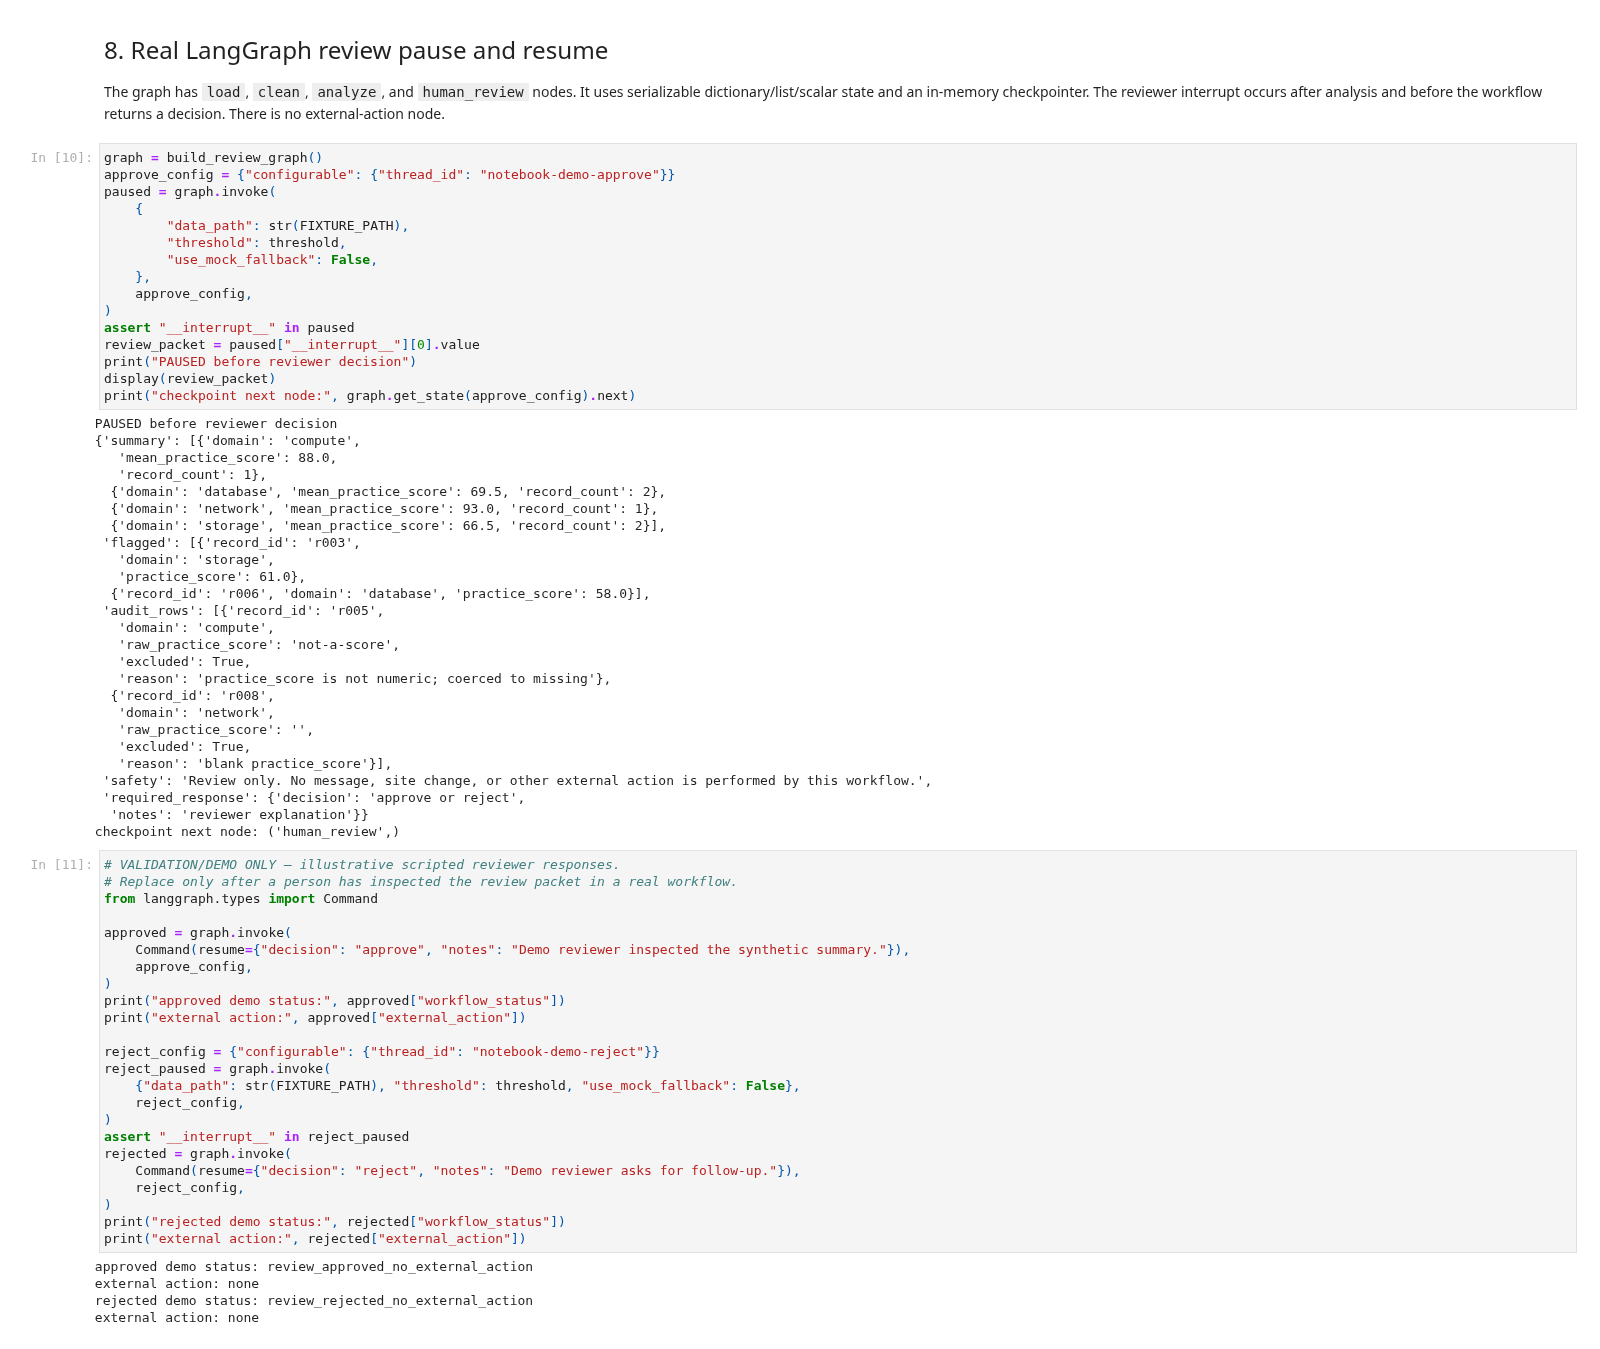 8. Real LangGraph review pause and resume
The graph has load, clean, analyze, and human_review nodes. It uses serializable dictionary/list/scalar state and an in-memory checkpointer. The reviewer interrupt occurs after analysis and before the workflow
returns a decision. There is no external-action node.
In [10]:
graph = build_review_graph()
approve_config = {"configurable": {"thread_id": "notebook-demo-approve"}}
paused = graph.invoke(
    {
        "data_path": str(FIXTURE_PATH),
        "threshold": threshold,
        "use_mock_fallback": False,
    },
    approve_config,
)
assert "__interrupt__" in paused
review_packet = paused["__interrupt__"][0].value
print("PAUSED before reviewer decision")
display(review_packet)
print("checkpoint next node:", graph.get_state(approve_config).next)
PAUSED before reviewer decision
{'summary': [{'domain': 'compute',
   'mean_practice_score': 88.0,
   'record_count': 1},
  {'domain': 'database', 'mean_practice_score': 69.5, 'record_count': 2},
  {'domain': 'network', 'mean_practice_score': 93.0, 'record_count': 1},
  {'domain': 'storage', 'mean_practice_score': 66.5, 'record_count': 2}],
 'flagged': [{'record_id': 'r003',
   'domain': 'storage',
   'practice_score': 61.0},
  {'record_id': 'r006', 'domain': 'database', 'practice_score': 58.0}],
 'audit_rows': [{'record_id': 'r005',
   'domain': 'compute',
   'raw_practice_score': 'not-a-score',
   'excluded': True,
   'reason': 'practice_score is not numeric; coerced to missing'},
  {'record_id': 'r008',
   'domain': 'network',
   'raw_practice_score': '',
   'excluded': True,
   'reason': 'blank practice_score'}],
 'safety': 'Review only. No message, site change, or other external action is performed by this workflow.',
 'required_response': {'decision': 'approve or reject',
  'notes': 'reviewer explanation'}}
checkpoint next node: ('human_review',)
In [11]:
# VALIDATION/DEMO ONLY — illustrative scripted reviewer responses.
# Replace only after a person has inspected the review packet in a real workflow.
from langgraph.types import Command

approved = graph.invoke(
    Command(resume={"decision": "approve", "notes": "Demo reviewer inspected the synthetic summary."}),
    approve_config,
)
print("approved demo status:", approved["workflow_status"])
print("external action:", approved["external_action"])

reject_config = {"configurable": {"thread_id": "notebook-demo-reject"}}
reject_paused = graph.invoke(
    {"data_path": str(FIXTURE_PATH), "threshold": threshold, "use_mock_fallback": False},
    reject_config,
)
assert "__interrupt__" in reject_paused
rejected = graph.invoke(
    Command(resume={"decision": "reject", "notes": "Demo reviewer asks for follow-up."}),
    reject_config,
)
print("rejected demo status:", rejected["workflow_status"])
print("external action:", rejected["external_action"])
approved demo status: review_approved_no_external_action
external action: none
rejected demo status: review_rejected_no_external_action
external action: none